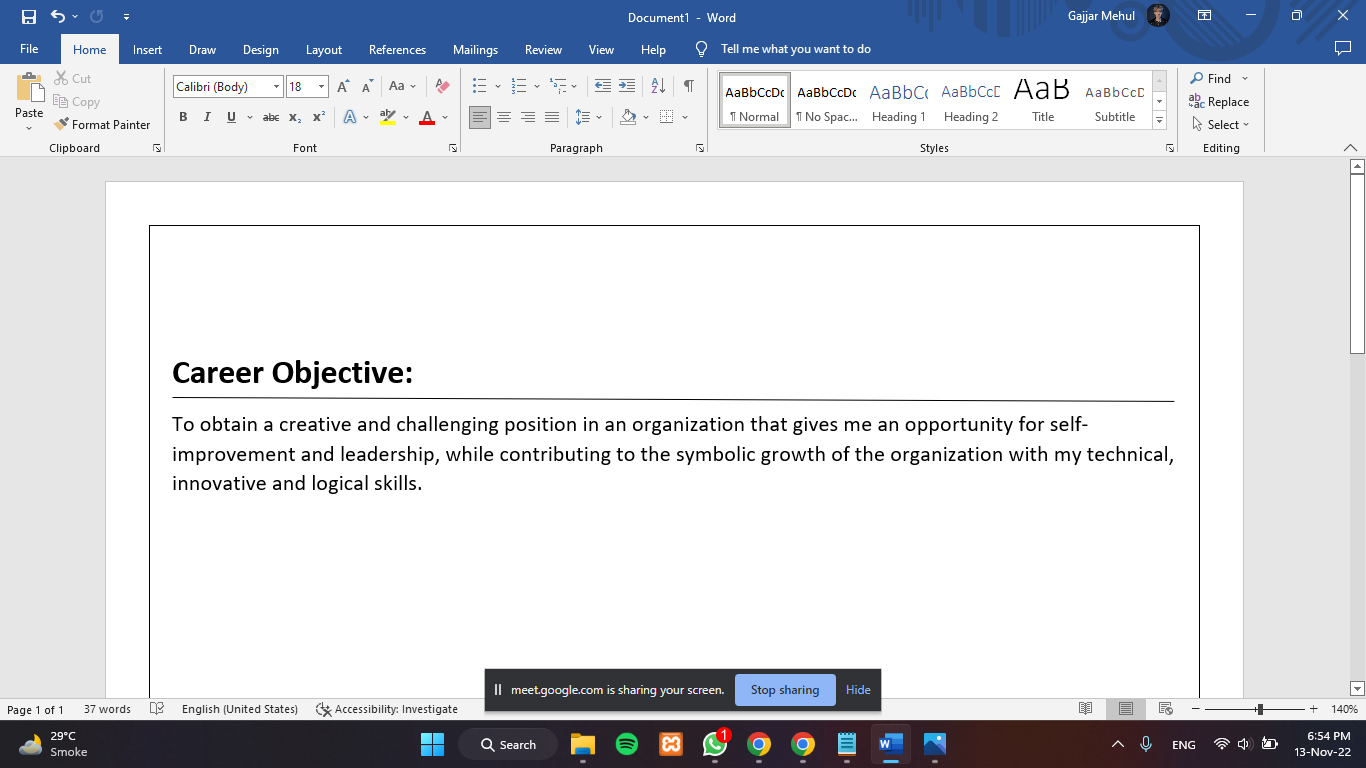 Document1 - Word
Gajjar Mehul
File Home Insert Draw Design Layout References Mailings Review View Help Tell me what you want to do
Paste
Cut
Copy
Format Painter
Clipboard
Calibri (Body) 18
Aa
B I U abc x₂ x²
Font
Paragraph
AaBbCcDc AaBbCcDc AaBbCc AaBbCcD AaB AaBbCcD
¶ Normal ¶ No Spac... Heading 1 Heading 2 Title Subtitle
Styles
Find
Replace
Select
Editing
Career Objective:
To obtain a creative and challenging position in an organization that gives me an opportunity for self-
improvement and leadership, while contributing to the symbolic growth of the organization with my technical,
innovative and logical skills.
meet.google.com is sharing your screen. Stop sharing Hide
Page 1 of 1 37 words English (United States) Accessibility: Investigate 140%
29°C
Smoke
Search
1
ENG
6:54 PM
13-Nov-22